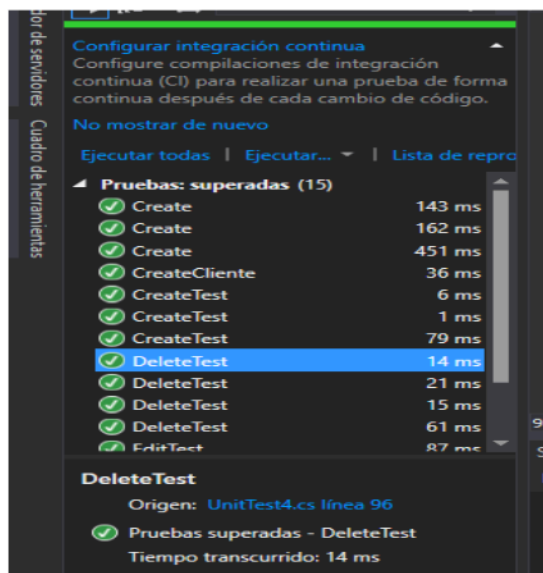 dor de servidores
Cuadro de herramientas
Configurar integración continua
Configure compilaciones de integración
continua (CI) para realizar una prueba de forma
continua después de cada cambio de código.
No mostrar de nuevo
Ejecutar todas | Ejecutar... | Lista de repro
Pruebas: superadas (15)
Create 143 ms
Create 162 ms
Create 451 ms
CreateCliente 36 ms
CreateTest 6 ms
CreateTest 1 ms
CreateTest 79 ms
DeleteTest 14 ms
DeleteTest 21 ms
DeleteTest 15 ms
DeleteTest 61 ms
EditTest 87 ms
DeleteTest
Origen: UnitTest4.cs línea 96
Pruebas superadas - DeleteTest
Tiempo transcurrido: 14 ms
9